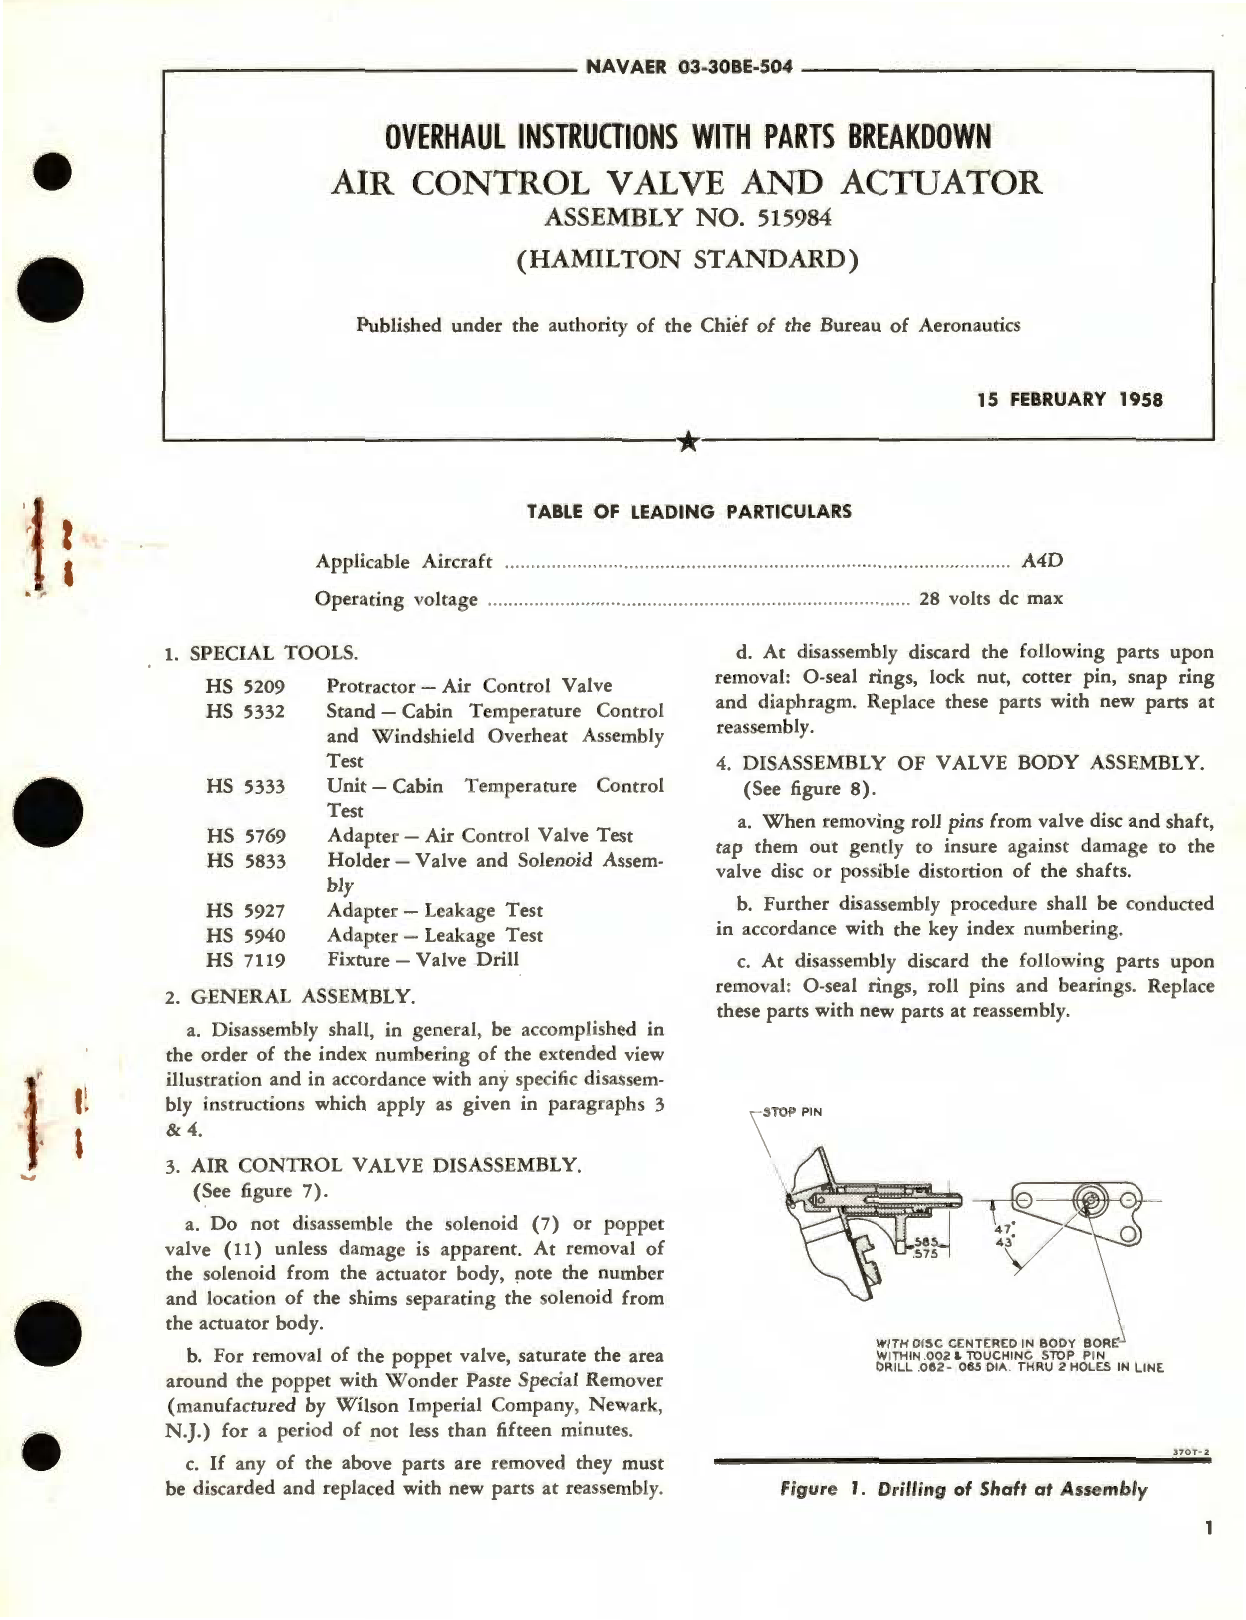 NAVAER 03-30BE-504
OVERHAUL INSTRUCTIONS WITH PARTS BREAKDOWN
AIR CONTROL VALVE AND ACTUATOR
ASSEMBLY NO. 515984
(HAMILTON STANDARD)
Published under the authority of the Chief of the Bureau of Aeronautics
15 FEBRUARY 1958
TABLE OF LEADING PARTICULARS
Applicable Aircraft ........ A4D
Operating voltage ........ 28 volts dc max
1. SPECIAL TOOLS.
HS 5209 Protractor — Air Control Valve
HS 5332 Stand — Cabin Temperature Control
and Windshield Overheat Assembly
Test
HS 5333 Unit — Cabin Temperature Control
Test
HS 5769 Adapter — Air Control Valve Test
HS 5833 Holder — Valve and Solenoid Assem-
bly
HS 5927 Adapter — Leakage Test
HS 5940 Adapter — Leakage Test
HS 7119 Fixture — Valve Drill
2. GENERAL ASSEMBLY.
a. Disassembly shall, in general, be accomplished in
the order of the index numbering of the extended view
illustration and in accordance with any specific disassem-
bly instructions which apply as given in paragraphs 3
& 4.
3. AIR CONTROL VALVE DISASSEMBLY.
(See figure 7).
a. Do not disassemble the solenoid (7) or poppet
valve (11) unless damage is apparent. At removal of
the solenoid from the actuator body, note the number
and location of the shims separating the solenoid from
the actuator body.
b. For removal of the poppet valve, saturate the area
around the poppet with Wonder Paste Special Remover
(manufactured by Wilson Imperial Company, Newark,
N.J.) for a period of not less than fifteen minutes.
c. If any of the above parts are removed they must
be discarded and replaced with new parts at reassembly.
d. At disassembly discard the following parts upon
removal: O-seal rings, lock nut, cotter pin, snap ring
and diaphragm. Replace these parts with new parts at
reassembly.
4. DISASSEMBLY OF VALVE BODY ASSEMBLY.
(See figure 8).
a. When removing roll pins from valve disc and shaft,
tap them out gently to insure against damage to the
valve disc or possible distortion of the shafts.
b. Further disassembly procedure shall be conducted
in accordance with the key index numbering.
c. At disassembly discard the following parts upon
removal: O-seal rings, roll pins and bearings. Replace
these parts with new parts at reassembly.
STOP PIN
.585
.575
47°
43°
WITH DISC CENTERED IN BODY BORE
WITHIN .002 & TOUCHING STOP PIN
DRILL .062-.065 DIA. THRU 2 HOLES IN LINE
370T-2
Figure 1. Drilling of Shaft at Assembly
1